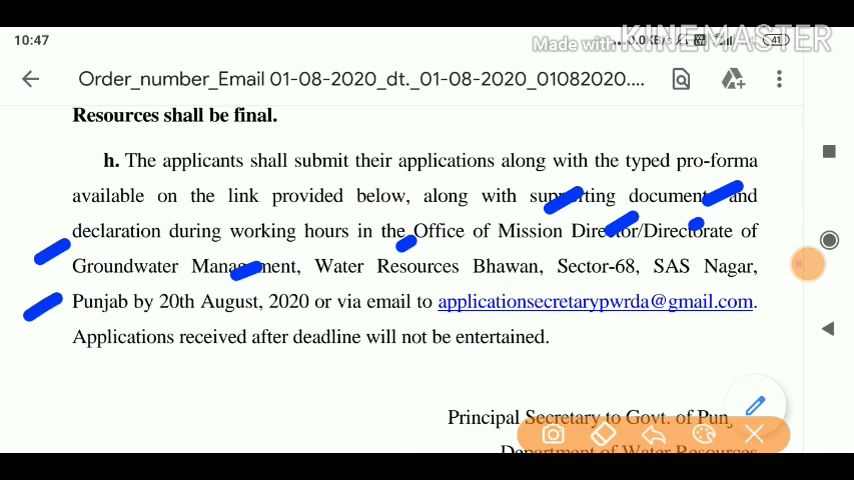 10:47
Made with KINEMASTER
0.0KB/s
41
Order_number_Email 01-08-2020_dt._01-08-2020_01082020....
Resources shall be final.
h. The applicants shall submit their applications along with the typed pro-forma
available on the link provided below, along with supporting documents and
declaration during working hours in the Office of Mission Director/Directorate of
Groundwater Management, Water Resources Bhawan, Sector-68, SAS Nagar,
Punjab by 20th August, 2020 or via email to applicationsecretarypwrda@gmail.com.
Applications received after deadline will not be entertained.
Principal Secretary to Govt. of Pun
Department of Water Resources